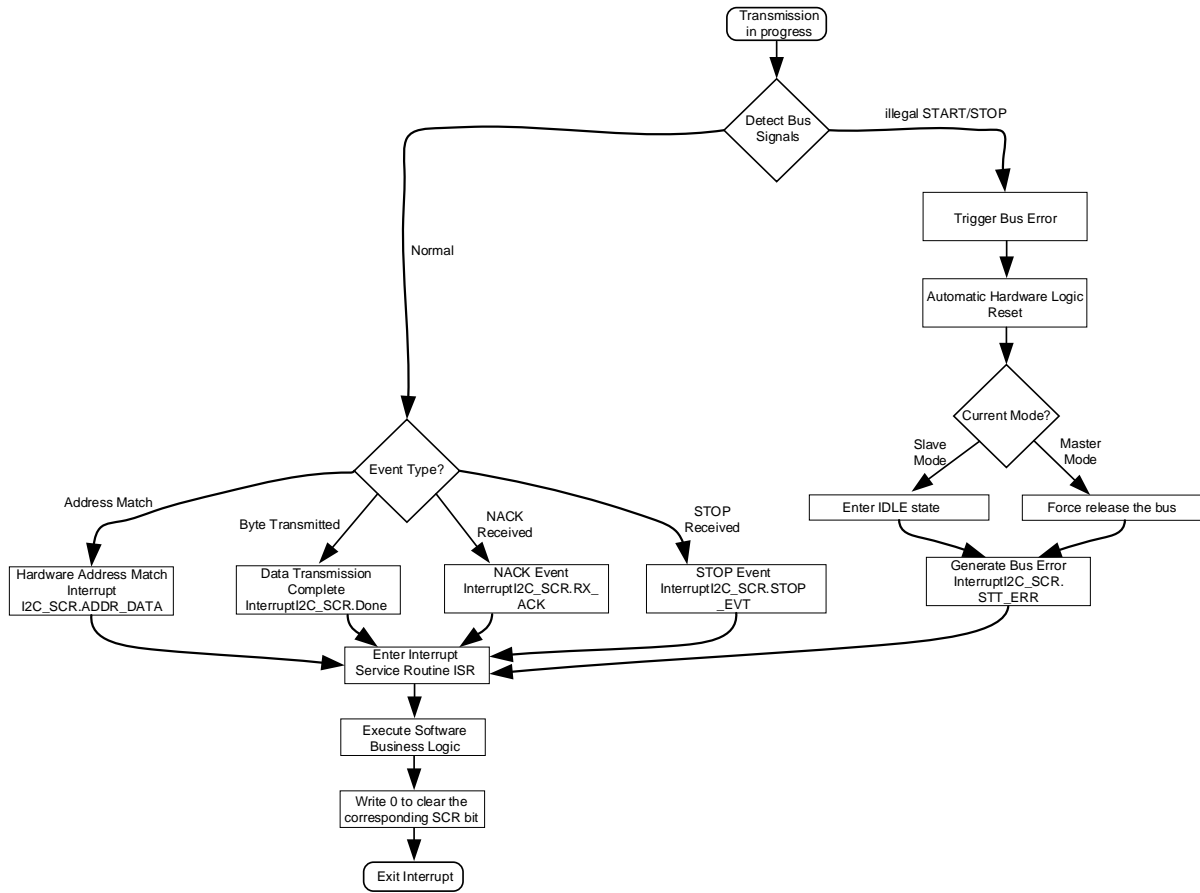 Transmission
in progress
Detect Bus
Signals
illegal START/STOP
Trigger Bus Error
Normal
Automatic Hardware Logic
Reset
Current Mode?
Slave
Mode
Master
Mode
Enter IDLE state
Force release the bus
Event Type?
Address Match
Byte Transmitted
NACK
Received
STOP
Received
Hardware Address Match
Interrupt
I2C_SCR.ADDR_DATA
Data Transmission
Complete
InterruptI2C_SCR.Done
NACK Event
InterruptI2C_SCR.RX_
ACK
STOP Event
InterruptI2C_SCR.STOP
_EVT
Generate Bus Error
InterruptI2C_SCR.
STT_ERR
Enter Interrupt
Service Routine ISR
Execute Software
Business Logic
Write 0 to clear the
corresponding SCR bit
Exit Interrupt